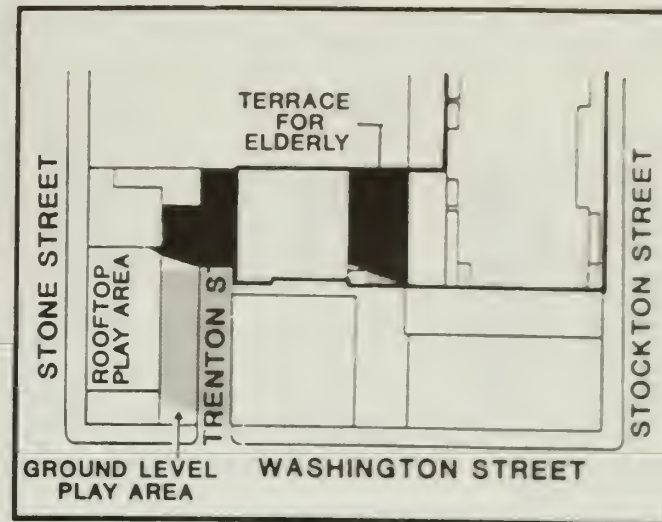 TERRACE
FOR
ELDERLY
STONE STREET
ROOFTOP
PLAY AREA
TRENTON S
STOCKTON STREET
GROUND LEVEL
PLAY AREA
WASHINGTON STREET